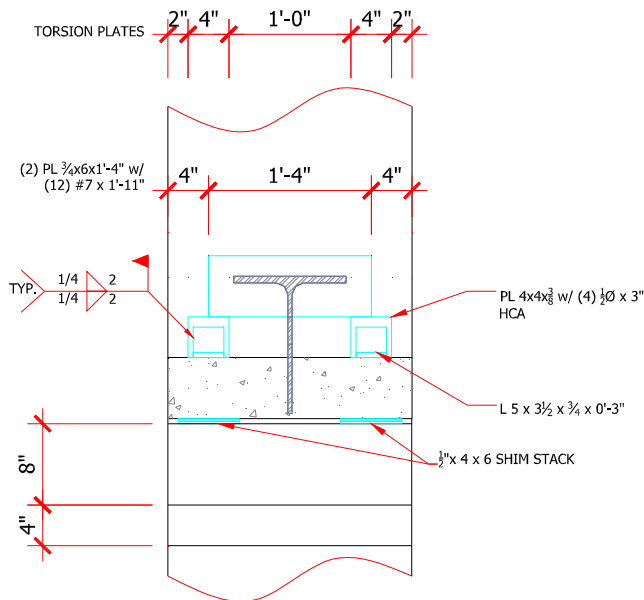 2" 4" 1'-0" 4" 2"
TORSION PLATES
(2) PL ¾x6x1'-4" w/
(12) #7 x 1'-11"
4" 1'-4" 4"
TYP.
1/4 2
1/4 2
PL 4x4x⅜ w/ (4) ½Ø x 3"
HCA
L 5 x 3½ x ¾ x 0'-3"
½"x 4 x 6 SHIM STACK
8"
4"